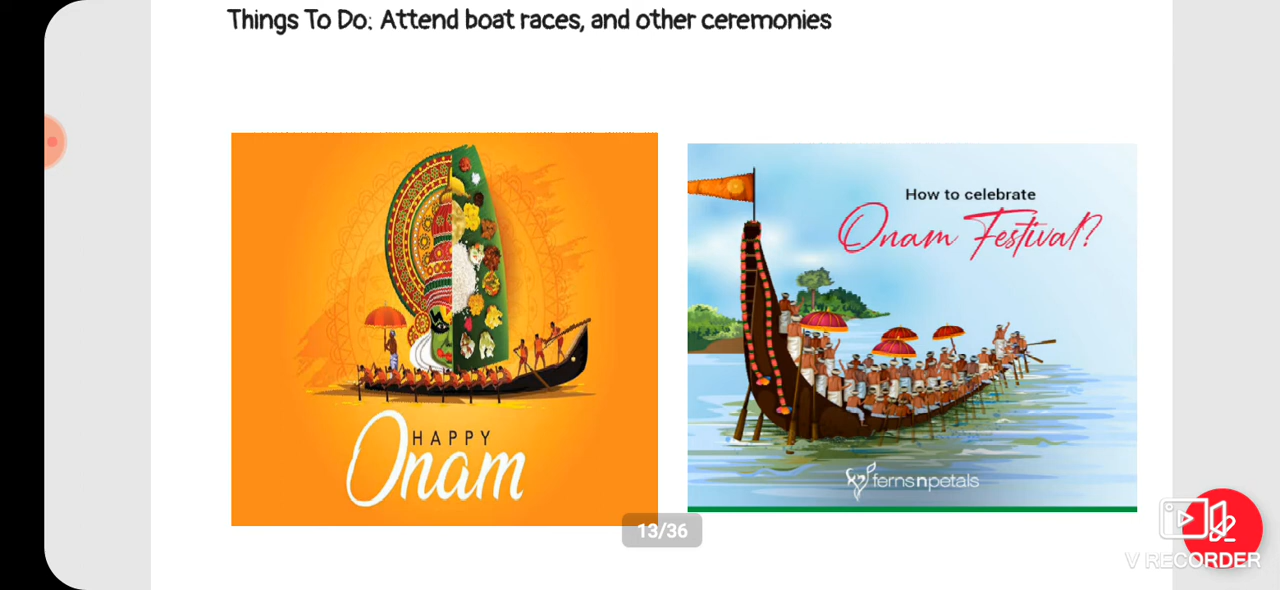 Things To Do: Attend boat races, and other ceremonies
HAPPY
Onam
How to celebrate
Onam Festival?
fernsnpetals
13/36
V RECORDER